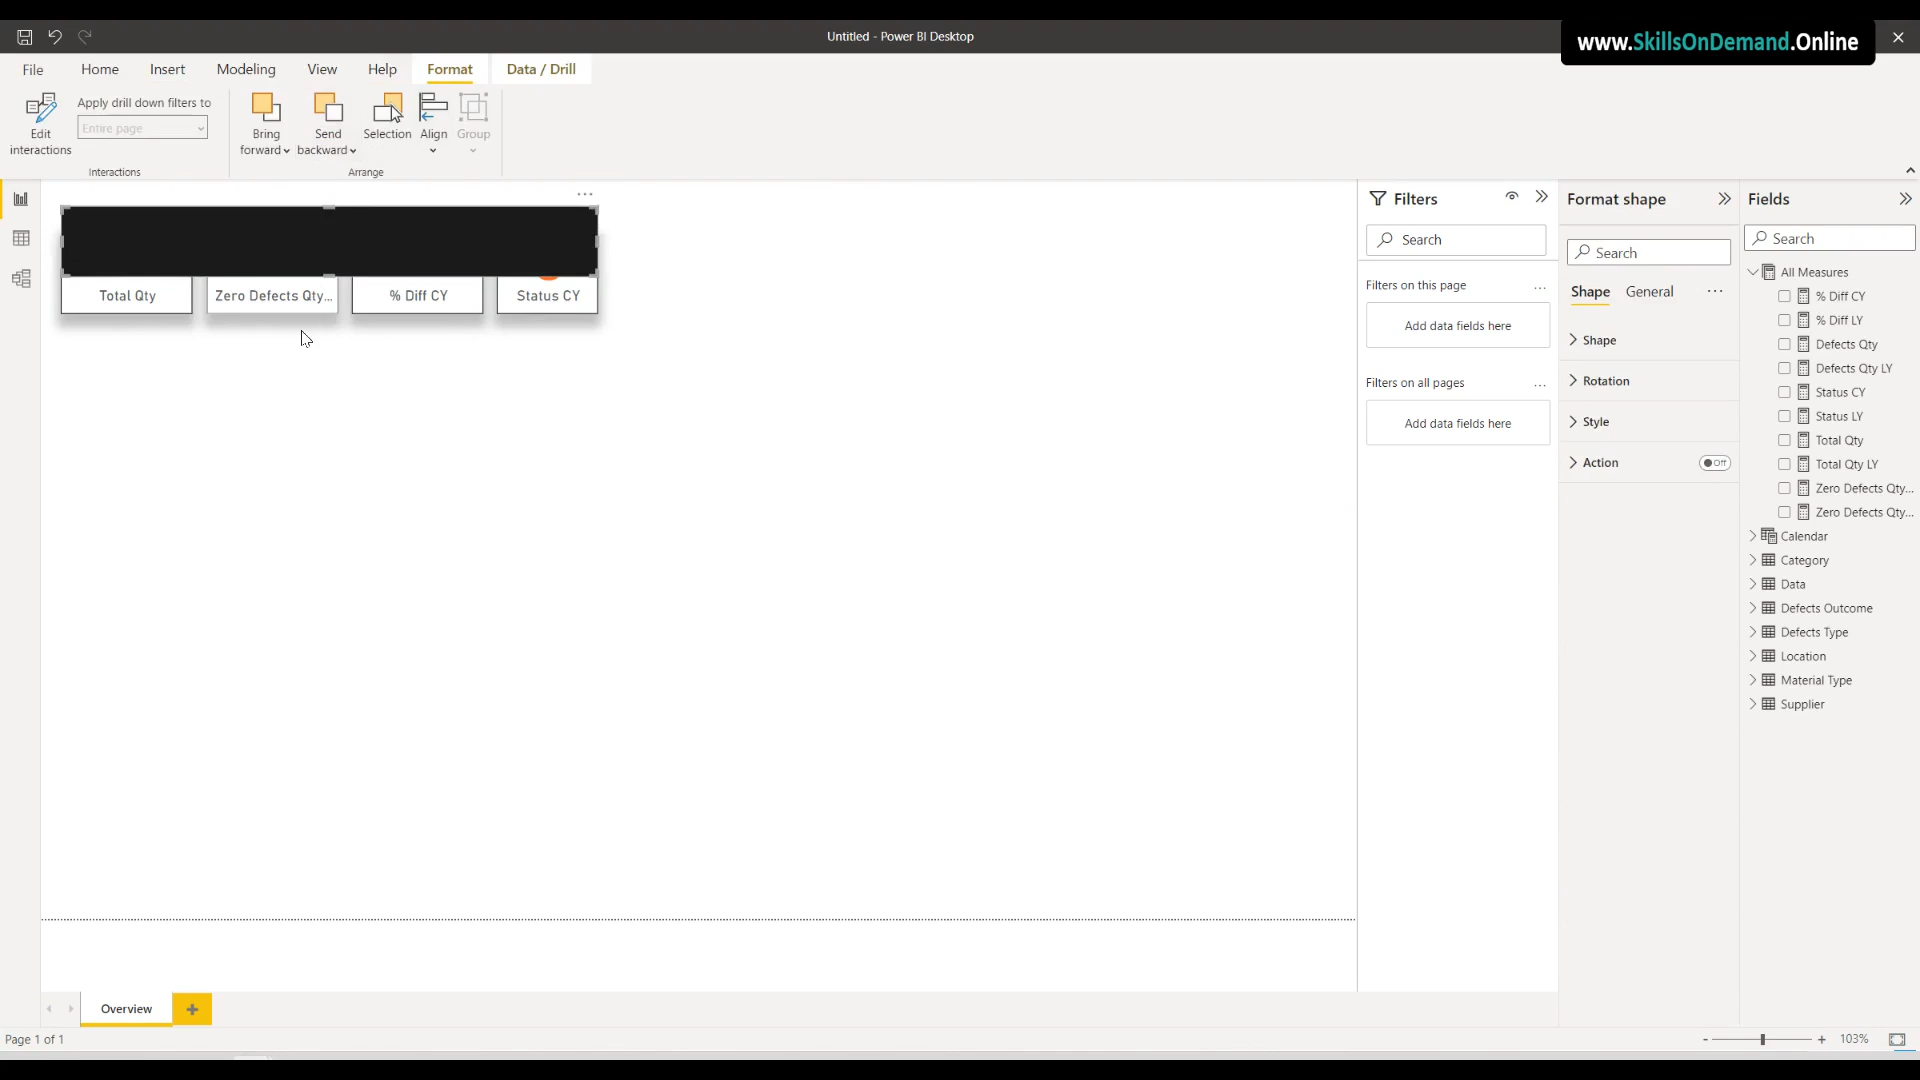 Untitled - Power BI Desktop
www.SkillsOnDemand.Online
File
Home
Insert
Modeling
View
Help
Format
Data / Drill
Edit
interactions
Apply drill down filters to
Entire page
Interactions
Bring
forward
Send
backward
Selection
Align
Group
Arrange
Total Qty
Zero Defects Qty...
% Diff CY
Status CY
Filters
Search
Filters on this page
Add data fields here
Filters on all pages
Add data fields here
Format shape
Search
Shape
General
Shape
Rotation
Style
Action
Off
Fields
Search
All Measures
% Diff CY
% Diff LY
Defects Qty
Defects Qty LY
Status CY
Status LY
Total Qty
Total Qty LY
Zero Defects Qty...
Zero Defects Qty...
Calendar
Category
Data
Defects Outcome
Defects Type
Location
Material Type
Supplier
Overview
Page 1 of 1
103%